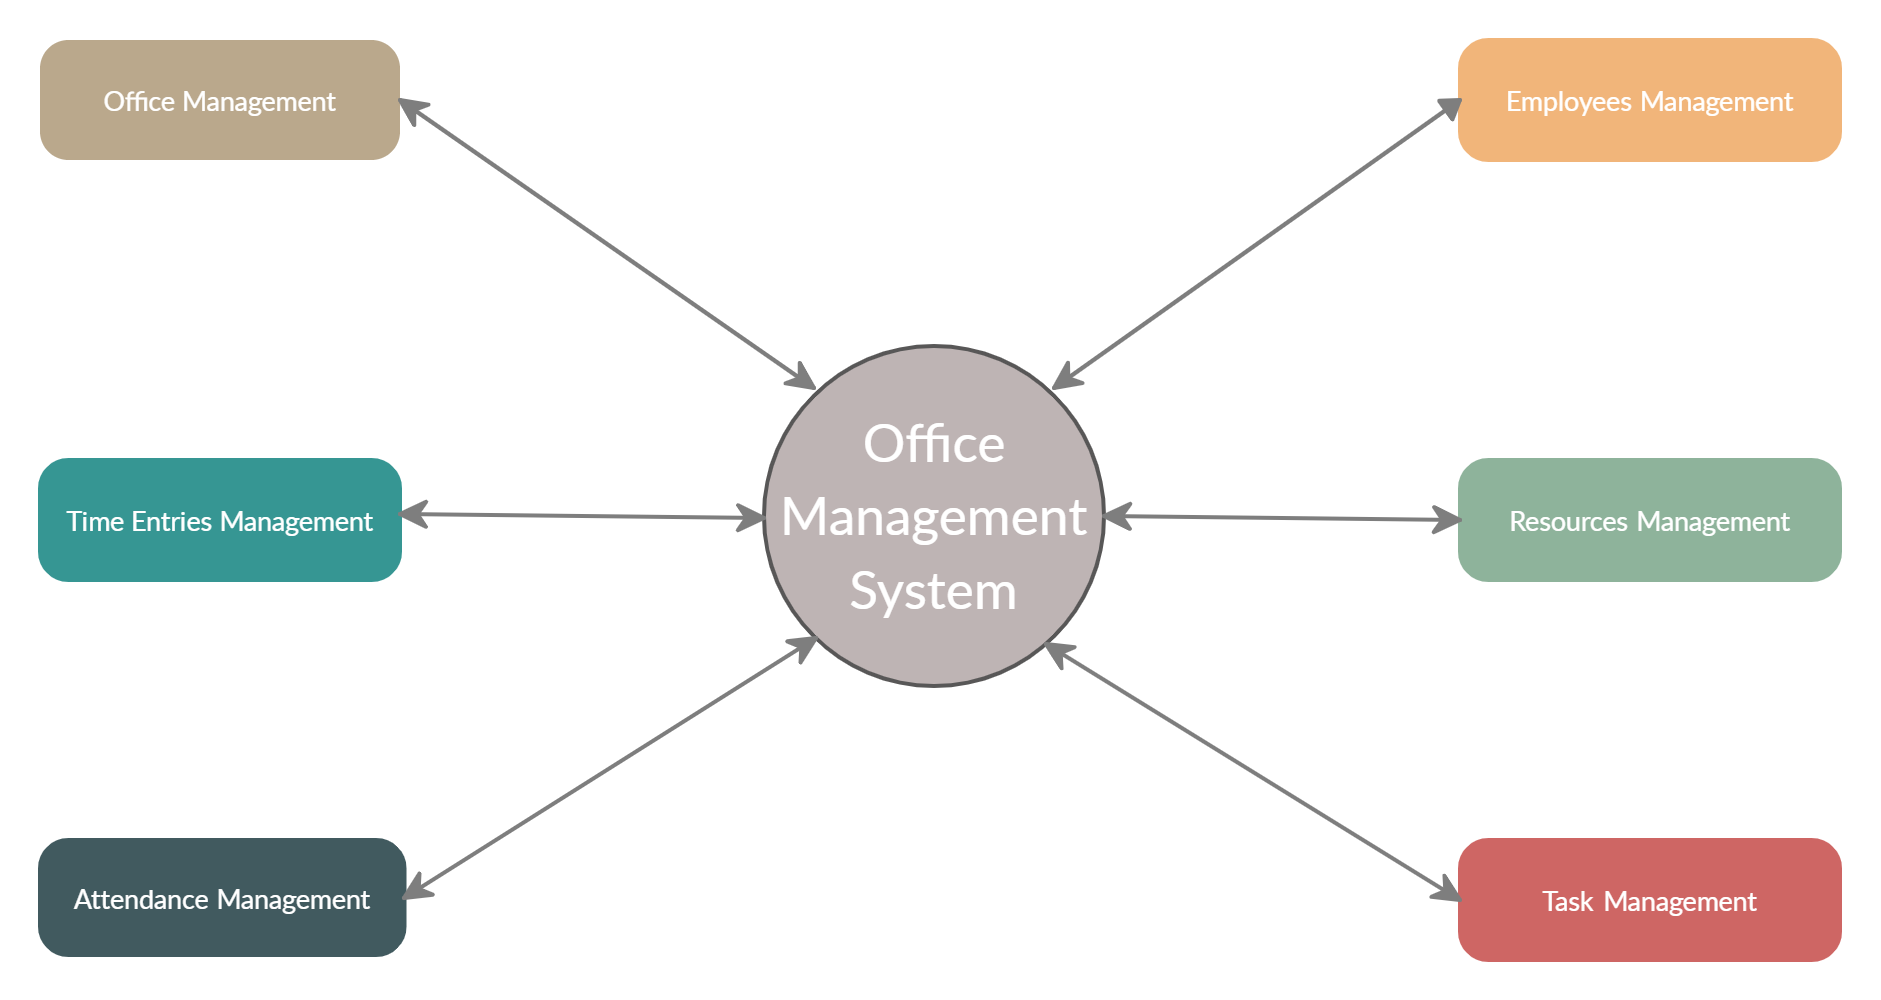 Office Management
Employees Management
Office
Management
System
Time Entries Management
Resources Management
Attendance Management
Task Management